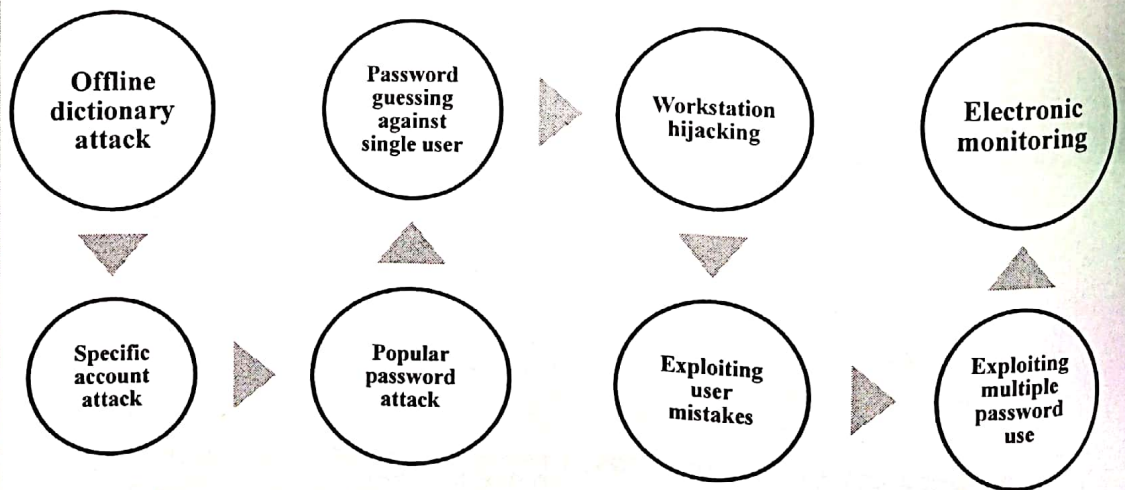 Offline
dictionary
attack
Specific
account
attack
Popular
password
attack
Password
guessing
against
single user
Workstation
hijacking
Exploiting
user
mistakes
Exploiting
multiple
password
use
Electronic
monitoring